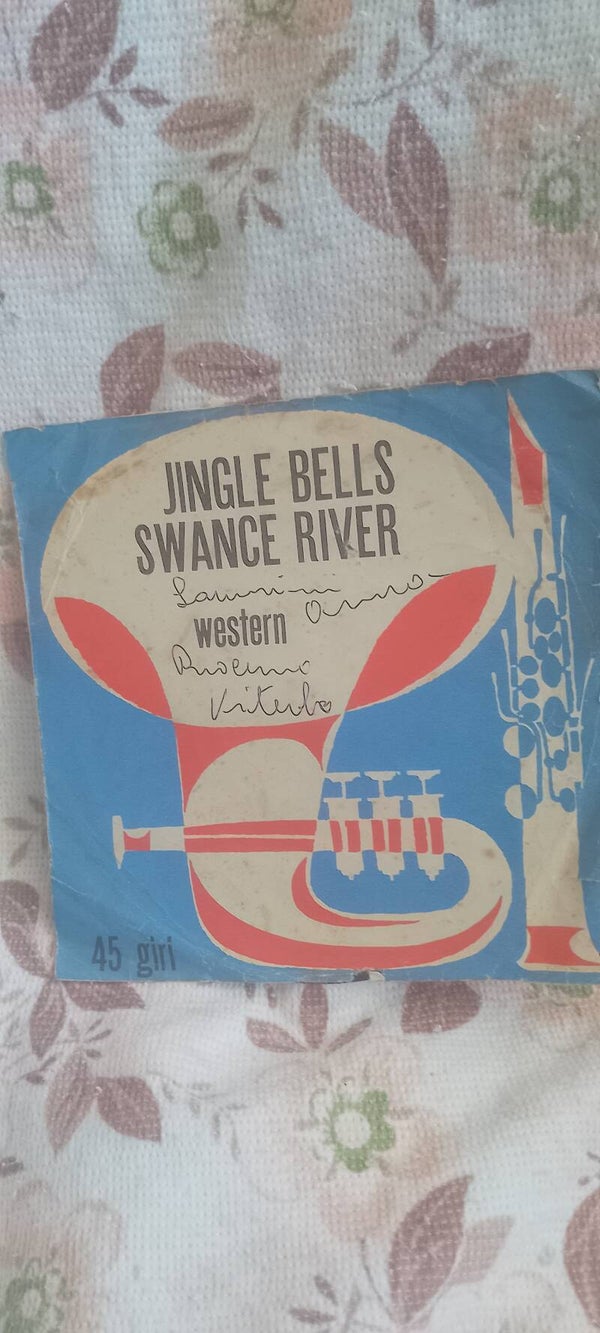 JINGLE BELLS
SWANCE RIVER
western
Viterbo
45 giri